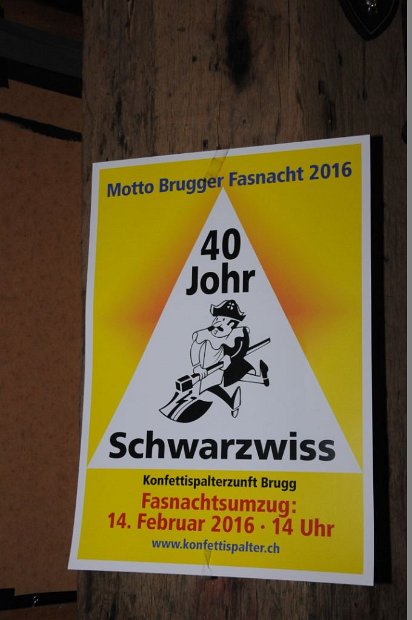 Motto Brugger Fasnacht 2016
40
Johr
Schwarzwiss
Konfettispalterzunft Brugg
Fasnachtsumzug:
14. Februar 2016 · 14 Uhr
www.konfettispalter.ch